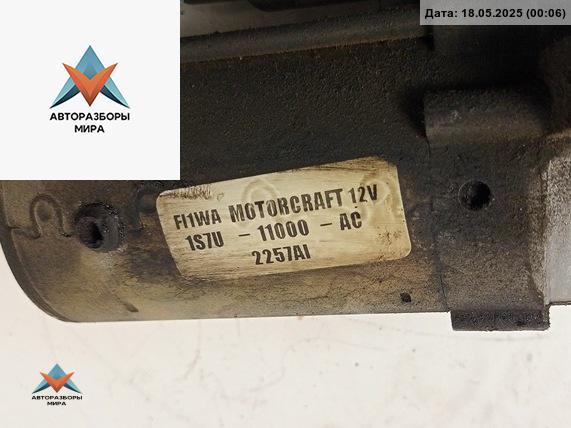 Дата: 18.05.2025 (00:06)
АВТОРАЗБОРЫ
МИРА
FI1WA MOTORCRAFT 12V
1S7U - 11000 - AC
2257AI
АВТОРАЗБОРЫ
МИРА